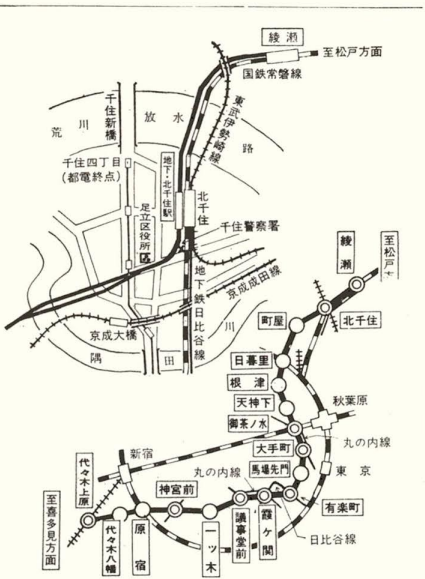 綾瀬
至松戸方面
国鉄常磐線
千住新橋
荒川
放水
路
東武伊勢崎線
千住四丁目
(都電終点)
地下・北千住駅
北千住
足立区役所
千住警察署
地下鉄日比谷線
京成成田線
京成大橋
隅
田
川
綾瀬
至松戸方
北千住
町屋
日暮里
根津
天神下
秋葉原
御茶ノ水
大手町
丸の内線
馬場先門
東京
有楽町
日比谷線
丸の内線
霞ケ関
議事堂前
一ツ木
神宮前
新宿
原宿
代々木八幡
代々木上原
至喜多見方面